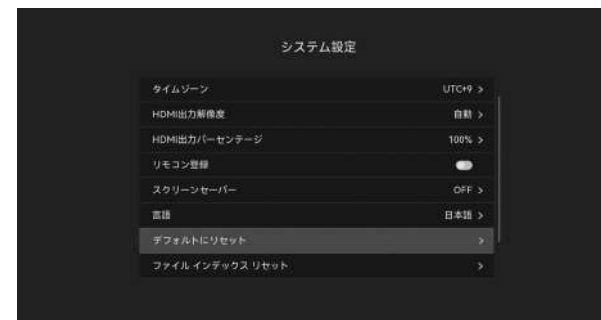 システム設定
タイムゾーン UTC+9 >
HDMI出力解像度 自動 >
HDMI出力パーセンテージ 100% >
リモコン登録
スクリーンセーバー OFF >
言語 日本語 >
デフォルトにリセット >
ファイル インデックス リセット >